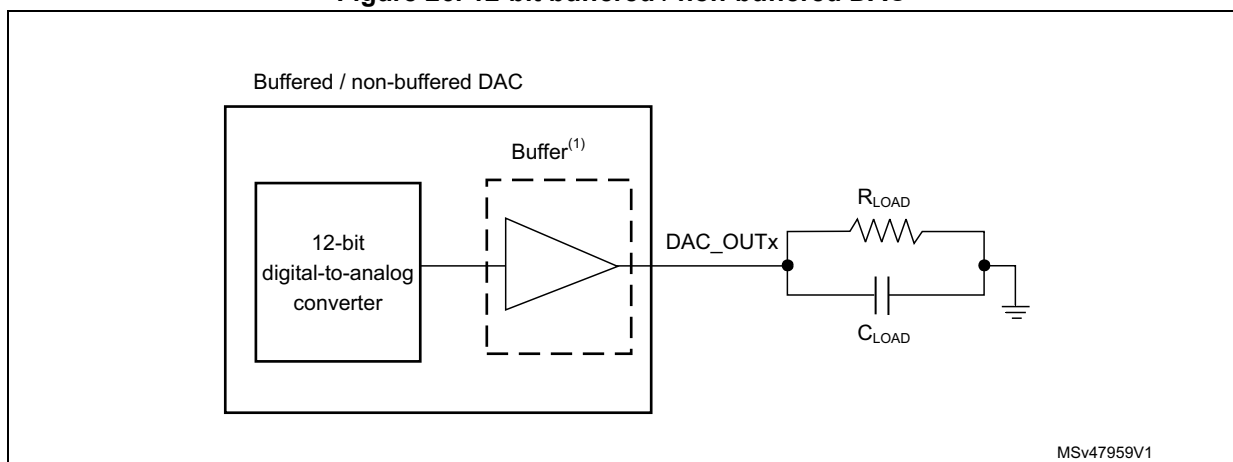 Buffered / non-buffered DAC
Buffer(1)
12-bit
digital-to-analog
converter
DAC_OUTx
RLOAD
CLOAD
MSv47959V1